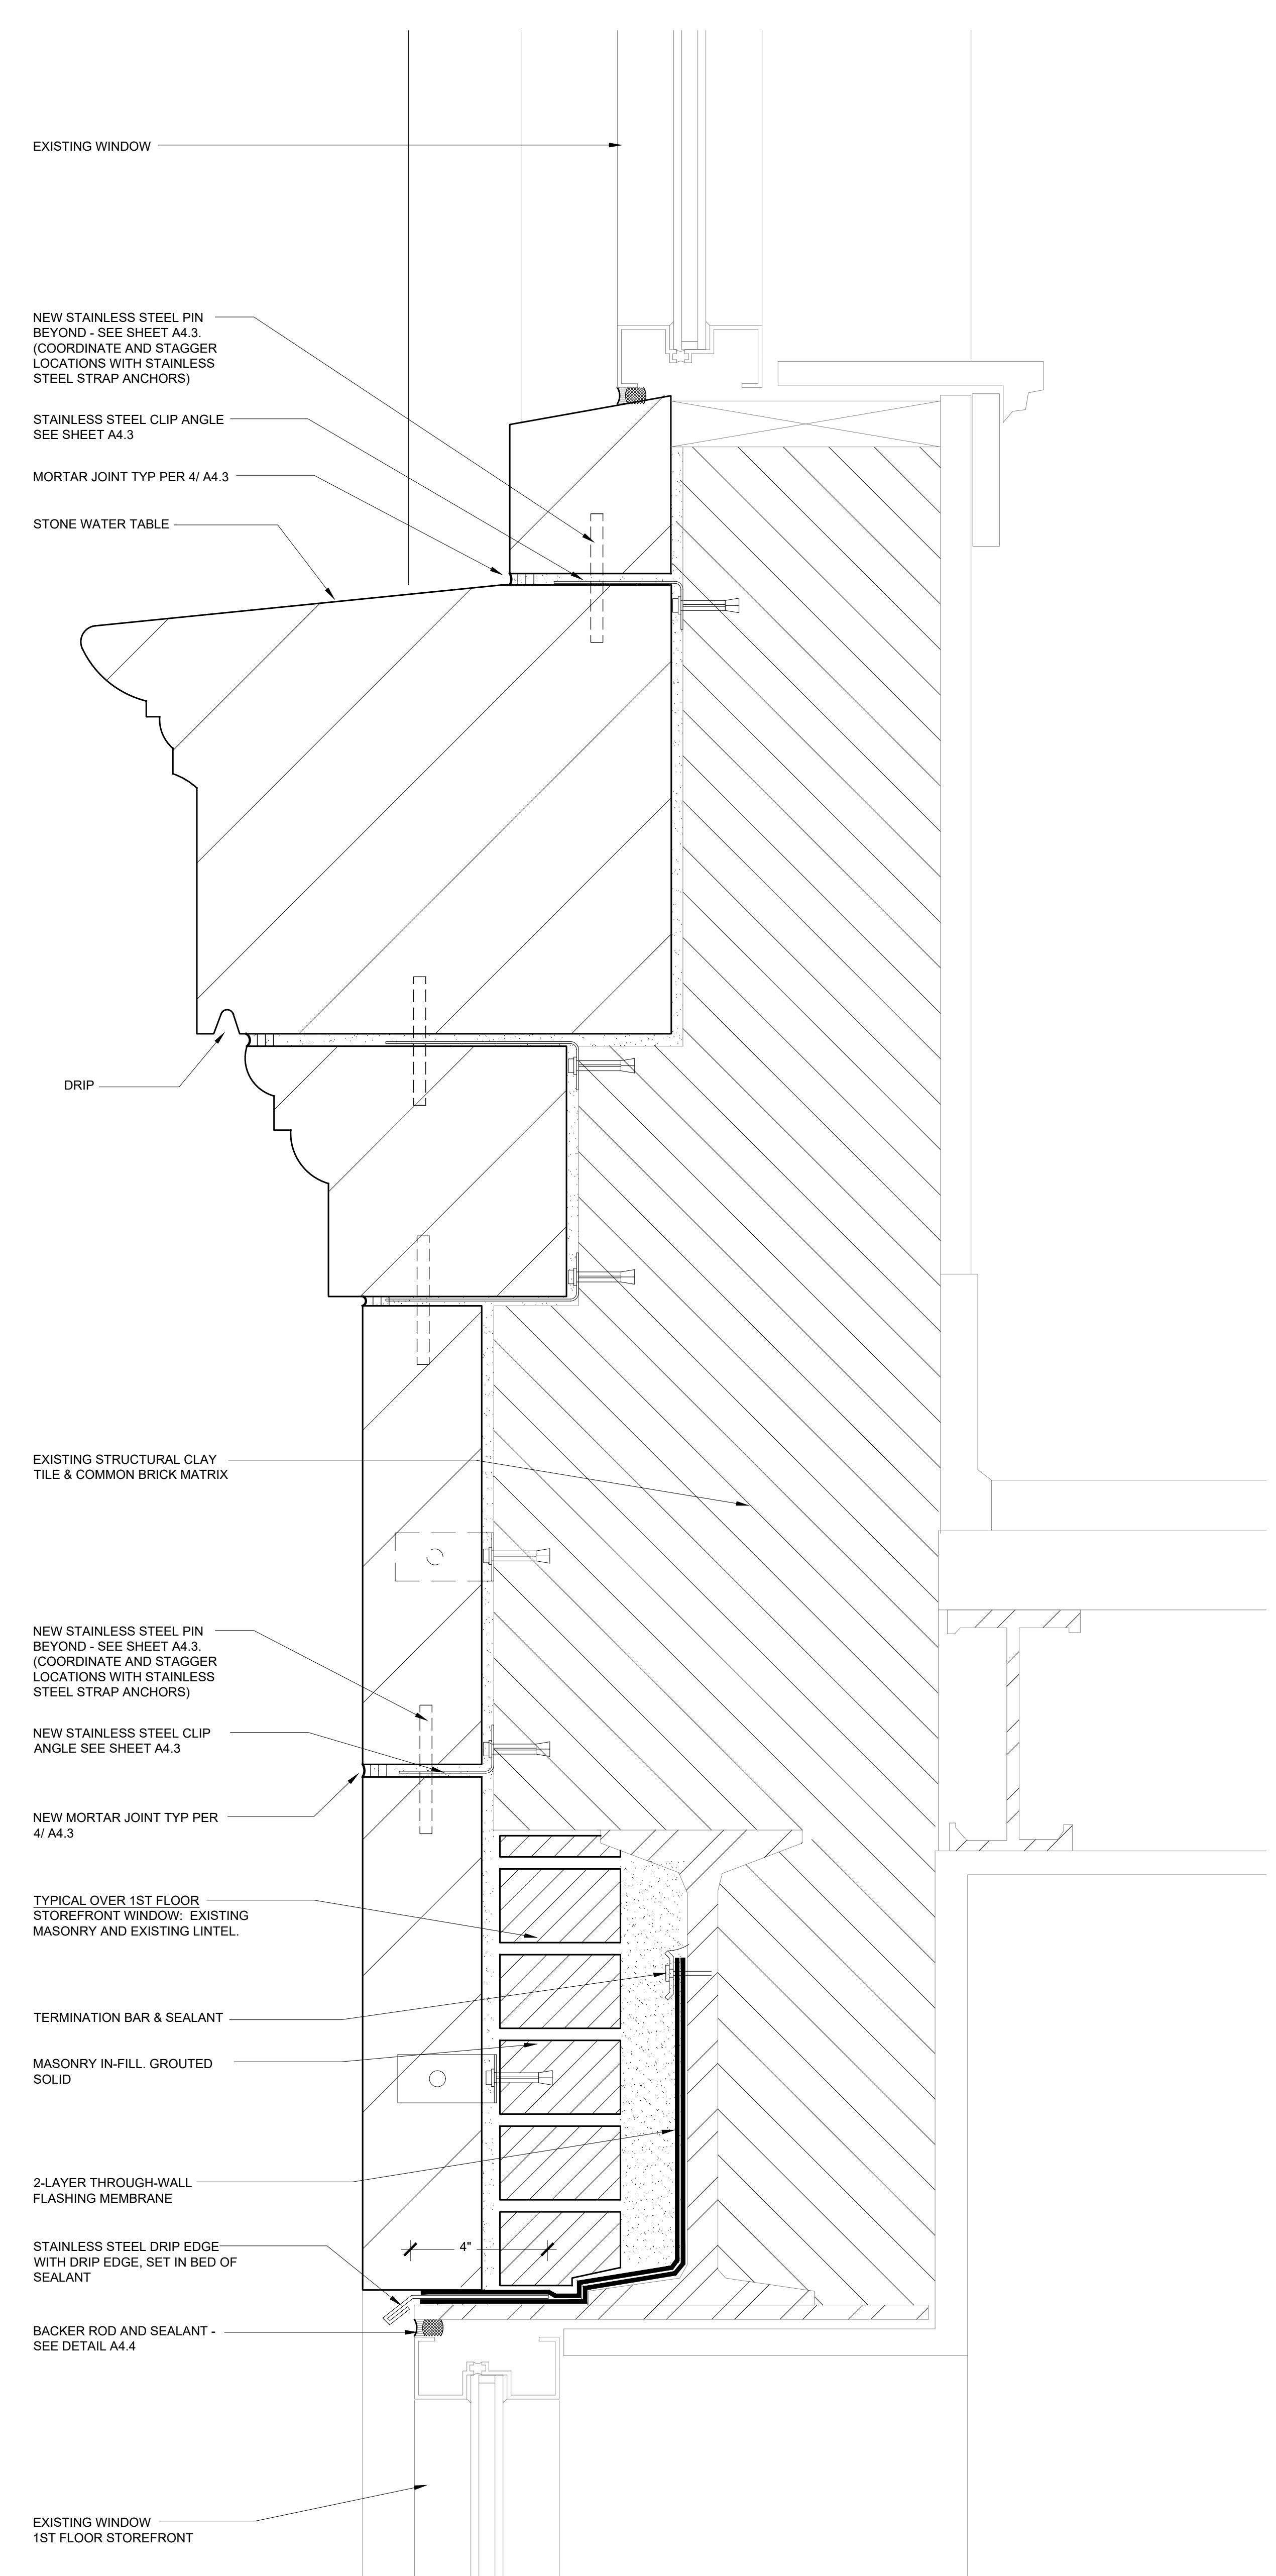 EXISTING WINDOW
NEW STAINLESS STEEL PIN
BEYOND - SEE SHEET A4.3.
(COORDINATE AND STAGGER
LOCATIONS WITH STAINLESS
STEEL STRAP ANCHORS)
STAINLESS STEEL CLIP ANGLE
SEE SHEET A4.3
MORTAR JOINT TYP PER 4/ A4.3
STONE WATER TABLE
DRIP
EXISTING STRUCTURAL CLAY
TILE & COMMON BRICK MATRIX
NEW STAINLESS STEEL PIN
BEYOND - SEE SHEET A4.3.
(COORDINATE AND STAGGER
LOCATIONS WITH STAINLESS
STEEL STRAP ANCHORS)
NEW STAINLESS STEEL CLIP
ANGLE SEE SHEET A4.3
NEW MORTAR JOINT TYP PER
4/ A4.3
TYPICAL OVER 1ST FLOOR
STOREFRONT WINDOW: EXISTING
MASONRY AND EXISTING LINTEL.
TERMINATION BAR & SEALANT
MASONRY IN-FILL. GROUTED
SOLID
2-LAYER THROUGH-WALL
FLASHING MEMBRANE
STAINLESS STEEL DRIP EDGE
WITH DRIP EDGE, SET IN BED OF
SEALANT
4"
BACKER ROD AND SEALANT -
SEE DETAIL A4.4
EXISTING WINDOW
1ST FLOOR STOREFRONT